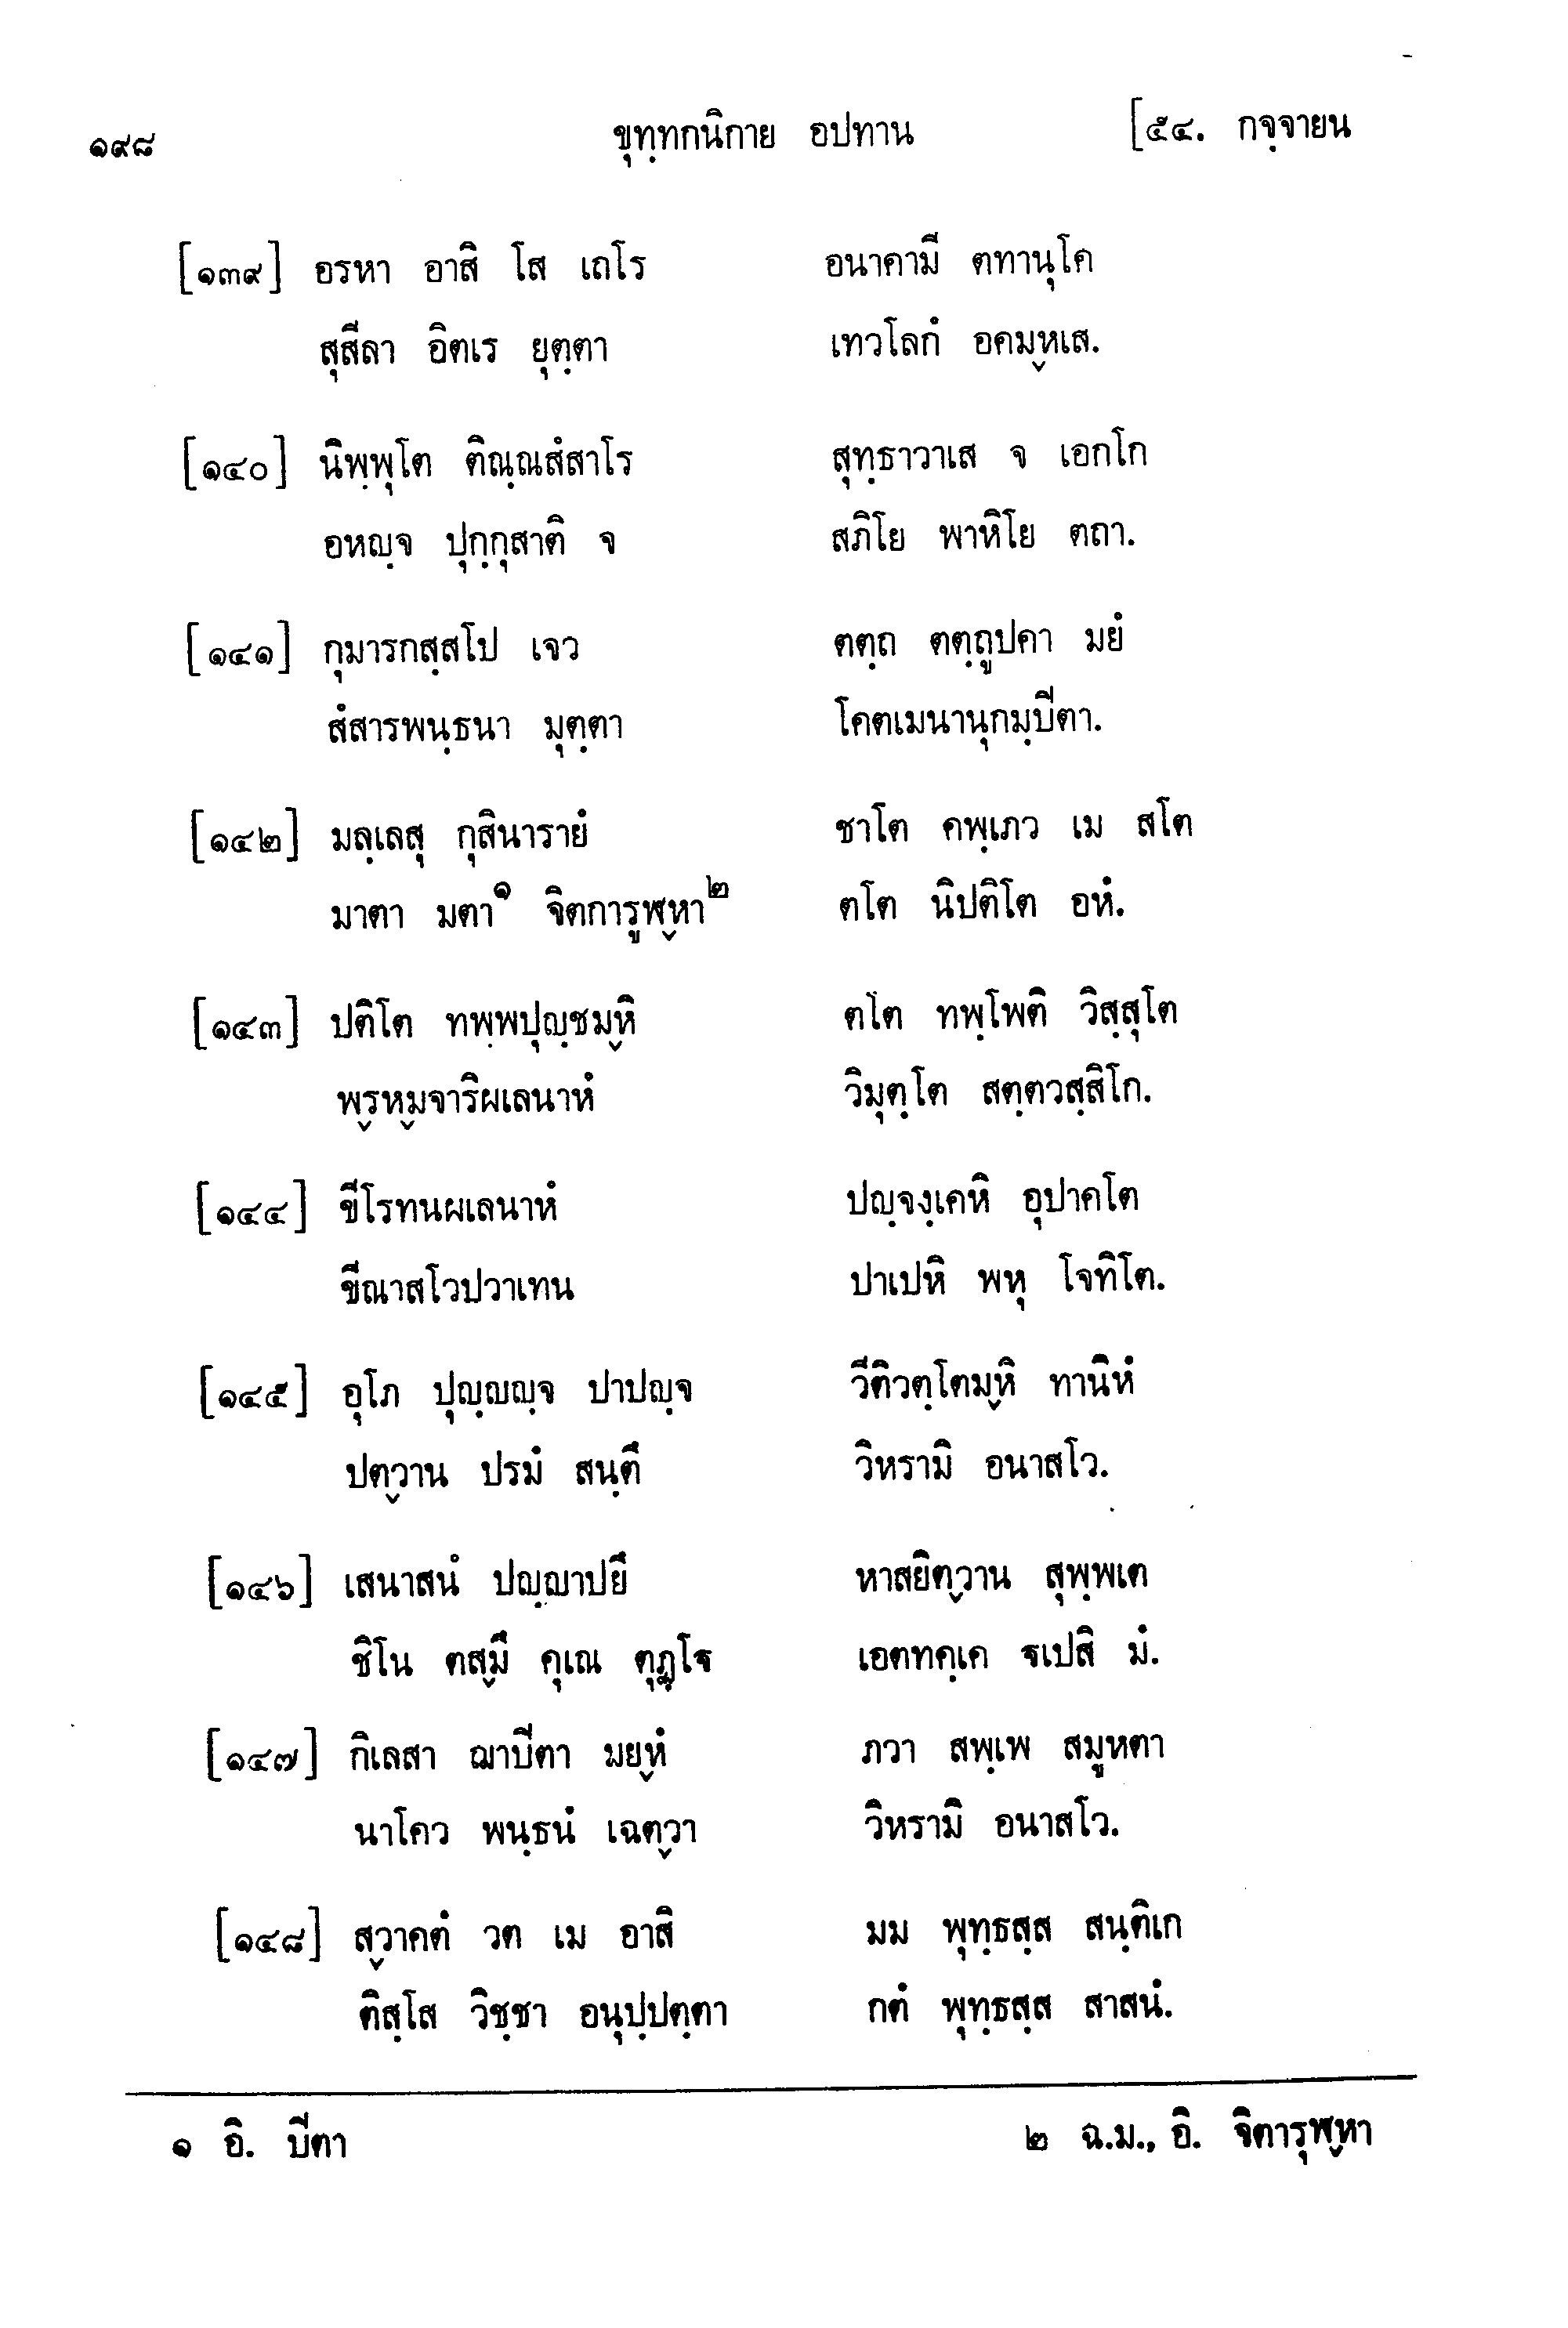 ๑๙๘ ขุทฺทกนิกาย อปทาน [๕๔. กจฺจายน
[๑๓๙] อรหา อาสิ โส เถโร อนาคามี ตทานุโค
สุสีลา อิตเร ยุตฺตา เทวโลกํ อคมฺหเส.
[๑๔๐] นิพฺพุโต ติณฺณสํสาโร สุทฺธาวาเส จ เอกโก
อหญฺจ ปุกฺกุสาติ จ สภิโย พาหิโย ตถา.
[๑๔๑] กุมารกสฺสโป เจว ตตฺถ ตตฺถูปคา มยํ
สํสารพนฺธนา มุตฺตา โคตเมนานุกมฺปิตา.
[๑๔๒] มลฺเลสุ กุสินารายํ ชาโต คพฺเภว เม สโต
มาตา มตา๑ จิตการูฬฺหา๒ ตโต นิปติโต อหํ.
[๑๔๓] ปติโต ทพฺพปุญฺชมฺหิ ตโต ทพฺโพติ วิสฺสุโต
พฺรหฺมจาริผเลนาหํ วิมุตฺโต สตฺตวสฺสิโก.
[๑๔๔] ขีโรทนผเลนาหํ ปญฺจงฺเคหิ อุปาคโต
ขีณาสโวปวาเทน ปาเปหิ พหุ โจทิโต.
[๑๔๕] อุโภ ปุญฺญญฺจ ปาปญฺจ วีติวตฺโตมฺหิ ทานิหํ
ปตฺวาน ปรมํ สนฺตึ วิหรามิ อนาสโว.
[๑๔๖] เสนาสนํ ปญฺญาปยึ หาสยิตฺวาน สุพฺพเต
ชิโน ตสฺมึ คุเณ ตุฏฺโฐ เอตทคฺเค ฐเปสิ มํ.
[๑๔๗] กิเลสา ฌาปิตา มยฺหํ ภวา สพฺเพ สมูหตา
นาโคว พนฺธนํ เฉตฺวา วิหรามิ อนาสโว.
[๑๔๘] สฺวาคตํ วต เม อาสิ มม พุทฺธสฺส สนฺติเก
ติสฺโส วิชฺชา อนุปฺปตฺตา กตํ พุทฺธสฺส สาสนํ.
๑ อิ. ปิตา ๒ ฉ.ม., อิ. จิตารุฬฺหา